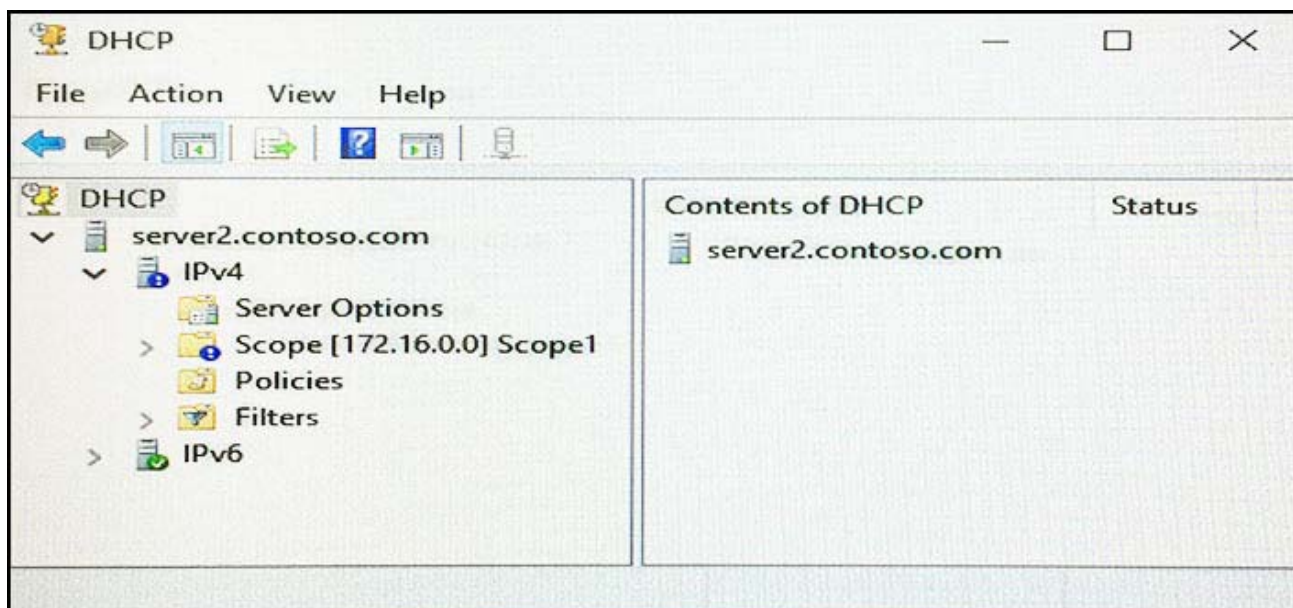 DHCP
File Action View Help
DHCP
server2.contoso.com
IPv4
Server Options
Scope [172.16.0.0] Scope1
Policies
Filters
IPv6
Contents of DHCP Status
server2.contoso.com